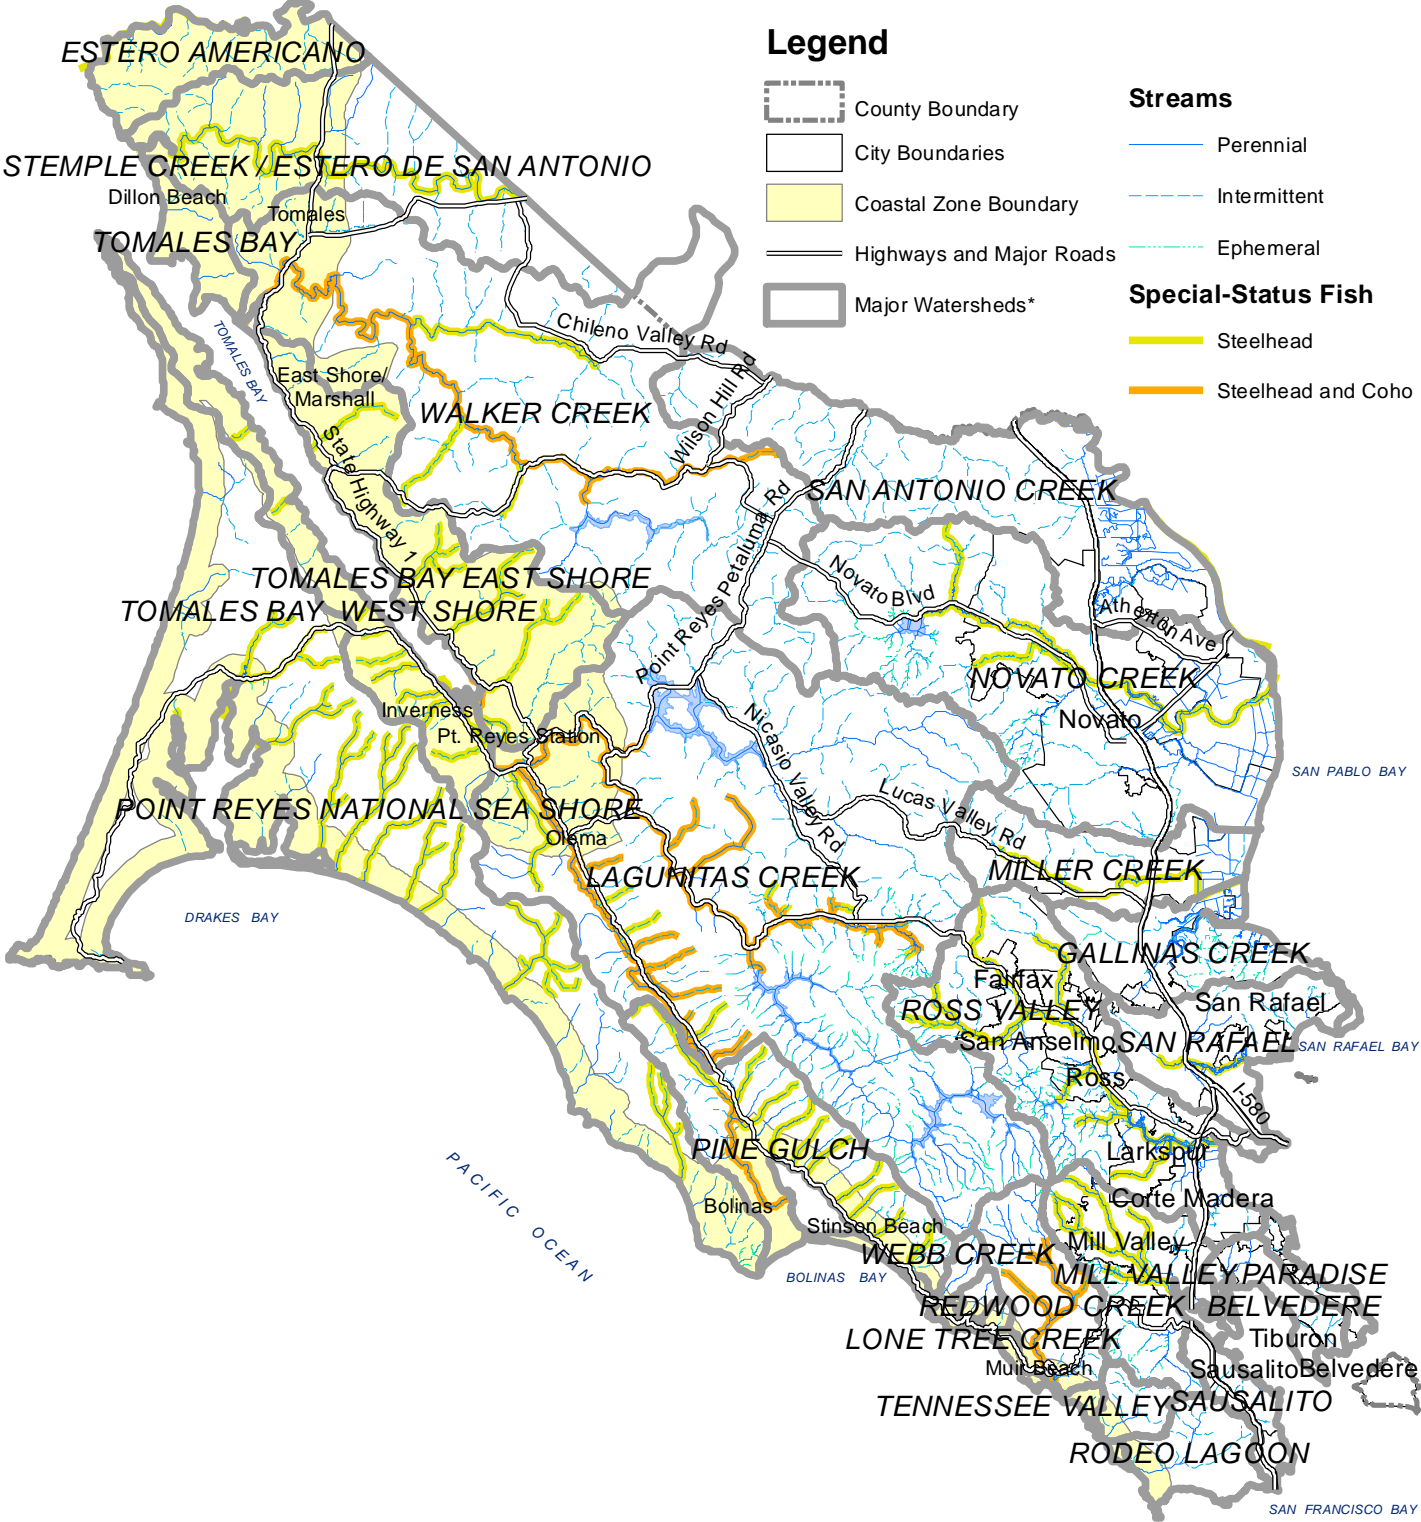 Legend
County Boundary
City Boundaries
Coastal Zone Boundary
Highways and Major Roads
Major Watersheds*
Streams
Perennial
Intermittent
Ephemeral
Special-Status Fish
Steelhead
Steelhead and Coho
ESTERO AMERICANO
STEMPLE CREEK / ESTERO DE SAN ANTONIO
Dillon Beach
Tomales
TOMALES BAY
TOMALES BAY
Chileno Valley Rd
East Shore/
Marshall
WALKER CREEK
Wilson Hill Rd
State Highway 1
SAN ANTONIO CREEK
Point Reyes Petaluma Rd
TOMALES BAY EAST SHORE
TOMALES BAY WEST SHORE
Novato Blvd
Atherton Ave
NOVATO CREEK
Novato
Inverness
Pt. Reyes Station
Nicasio Valley Rd
SAN PABLO BAY
POINT REYES NATIONAL SEA SHORE
Olema
Lucas Valley Rd
LAGUNITAS CREEK
MILLER CREEK
DRAKES BAY
GALLINAS CREEK
Fairfax
ROSS VALLEY
San Rafael
San Anselmo
SAN RAFAEL
SAN RAFAEL BAY
Ross
I-580
PINE GULCH
Larkspur
PACIFIC OCEAN
Bolinas
Corte Madera
Stinson Beach
WEBB CREEK
Mill Valley
BOLINAS BAY
MILL VALLEY
PARADISE
REDWOOD CREEK
BELVEDERE
LONE TREE CREEK
Tiburon
Muir Beach
Sausalito
Belvedere
TENNESSEE VALLEY
SAUSALITO
RODEO LAGOON
SAN FRANCISCO BAY